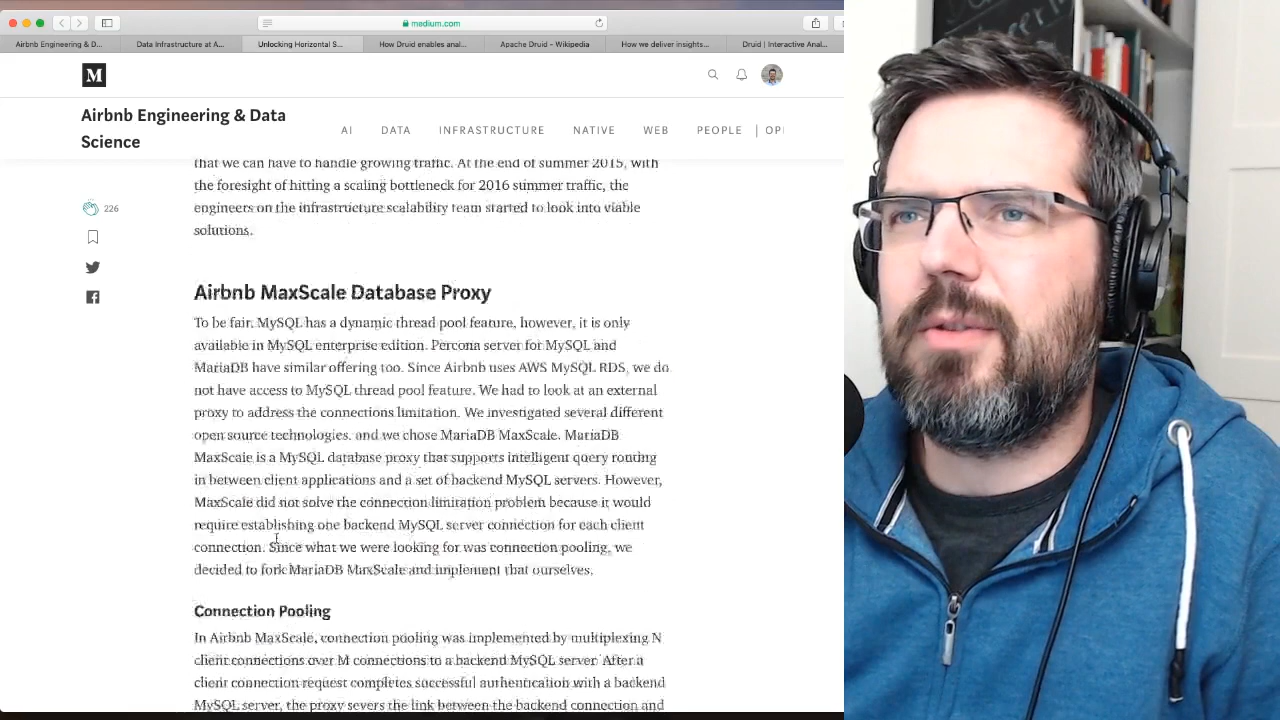 medium.com
Airbnb Engineering & D...
Data Infrastructure at A...
Unlocking Horizontal S...
How Druid enables anal...
Apache Druid – Wikipedia
How we deliver insights...
Druid | Interactive Anal...
M
Airbnb Engineering & Data
Science
AI DATA INFRASTRUCTURE NATIVE WEB PEOPLE | OPE
226
that we can have to handle growing traffic. At the end of summer 2015, with
the foresight of hitting a scaling bottleneck for 2016 summer traffic, the
engineers on the infrastructure scalability team started to look into viable
solutions.
Airbnb MaxScale Database Proxy
To be fair, MySQL has a dynamic thread pool feature, however, it is only
available in MySQL enterprise edition. Percona server for MySQL and
MariaDB have similar offering too. Since Airbnb uses AWS MySQL RDS, we do
not have access to MySQL thread pool feature. We had to look at an external
proxy to address the connections limitation. We investigated several different
open source technologies, and we chose MariaDB MaxScale. MariaDB
MaxScale is a MySQL database proxy that supports intelligent query routing
in between client applications and a set of backend MySQL servers. However,
MaxScale did not solve the connection limitation problem because it would
require establishing one backend MySQL server connection for each client
connection. Since what we were looking for was connection pooling, we
decided to fork MariaDB MaxScale and implement that ourselves.
Connection Pooling
In Airbnb MaxScale, connection pooling was implemented by multiplexing N
client connections over M connections to a backend MySQL server. After a
client connection request completes successful authentication with a backend
MySQL server, the proxy severs the link between the backend connection and